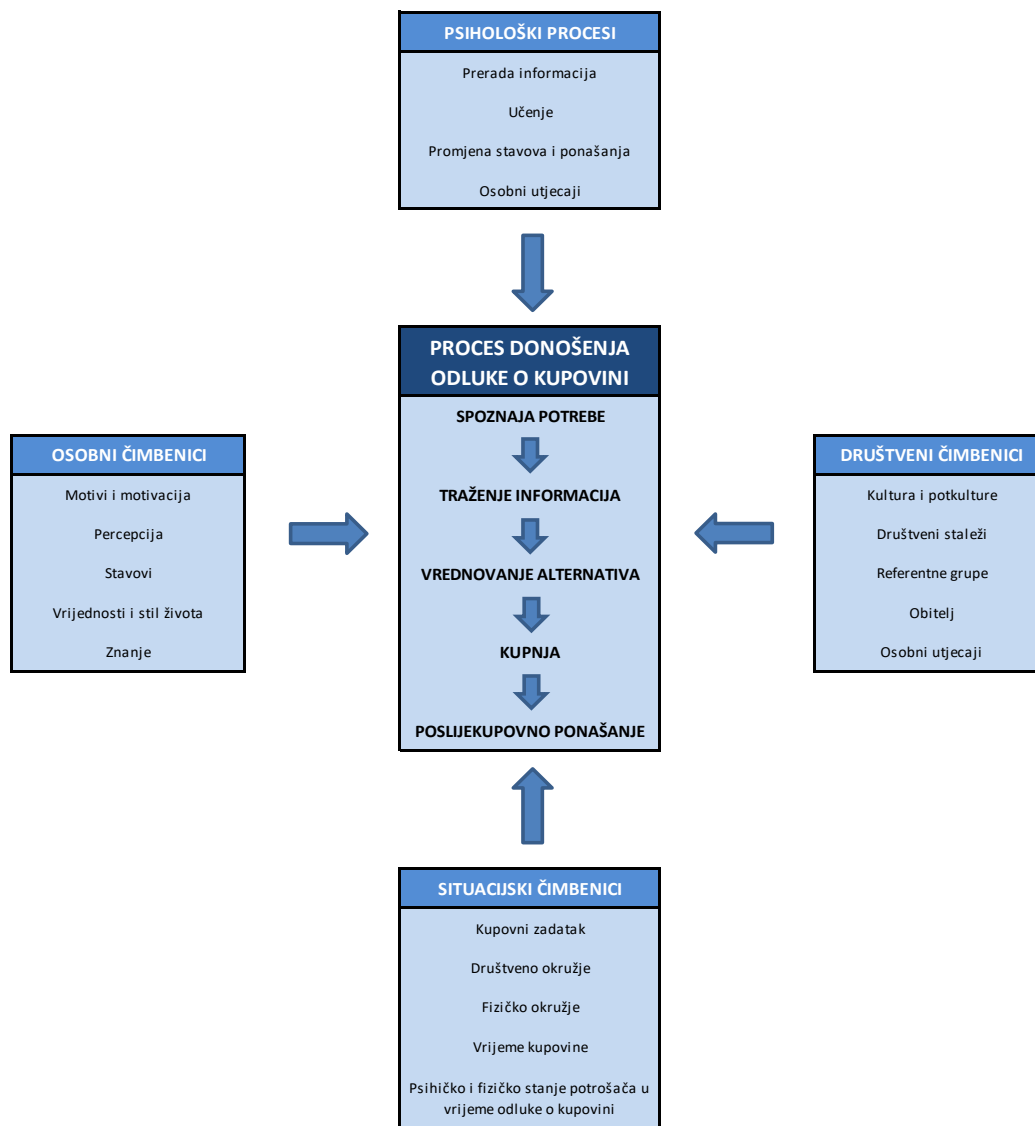 PSIHOLOŠKI PROCESI
Prerada informacija
Učenje
Promjena stavova i ponašanja
Osobni utjecaji
PROCES DONOŠENJA
ODLUKE O KUPOVINI
SPOZNAJA POTREBE
TRAŽENJE INFORMACIJA
VREDNOVANJE ALTERNATIVA
KUPNJA
POSLIJEKUPOVNO PONAŠANJE
OSOBNI ČIMBENICI
Motivi i motivacija
Percepcija
Stavovi
Vrijednosti i stil života
Znanje
DRUŠTVENI ČIMBENICI
Kultura i potkulture
Društveni staleži
Referentne grupe
Obitelj
Osobni utjecaji
SITUACIJSKI ČIMBENICI
Kupovni zadatak
Društveno okružje
Fizičko okružje
Vrijeme kupovine
Psihičko i fizičko stanje potrošača u
vrijeme odluke o kupovini